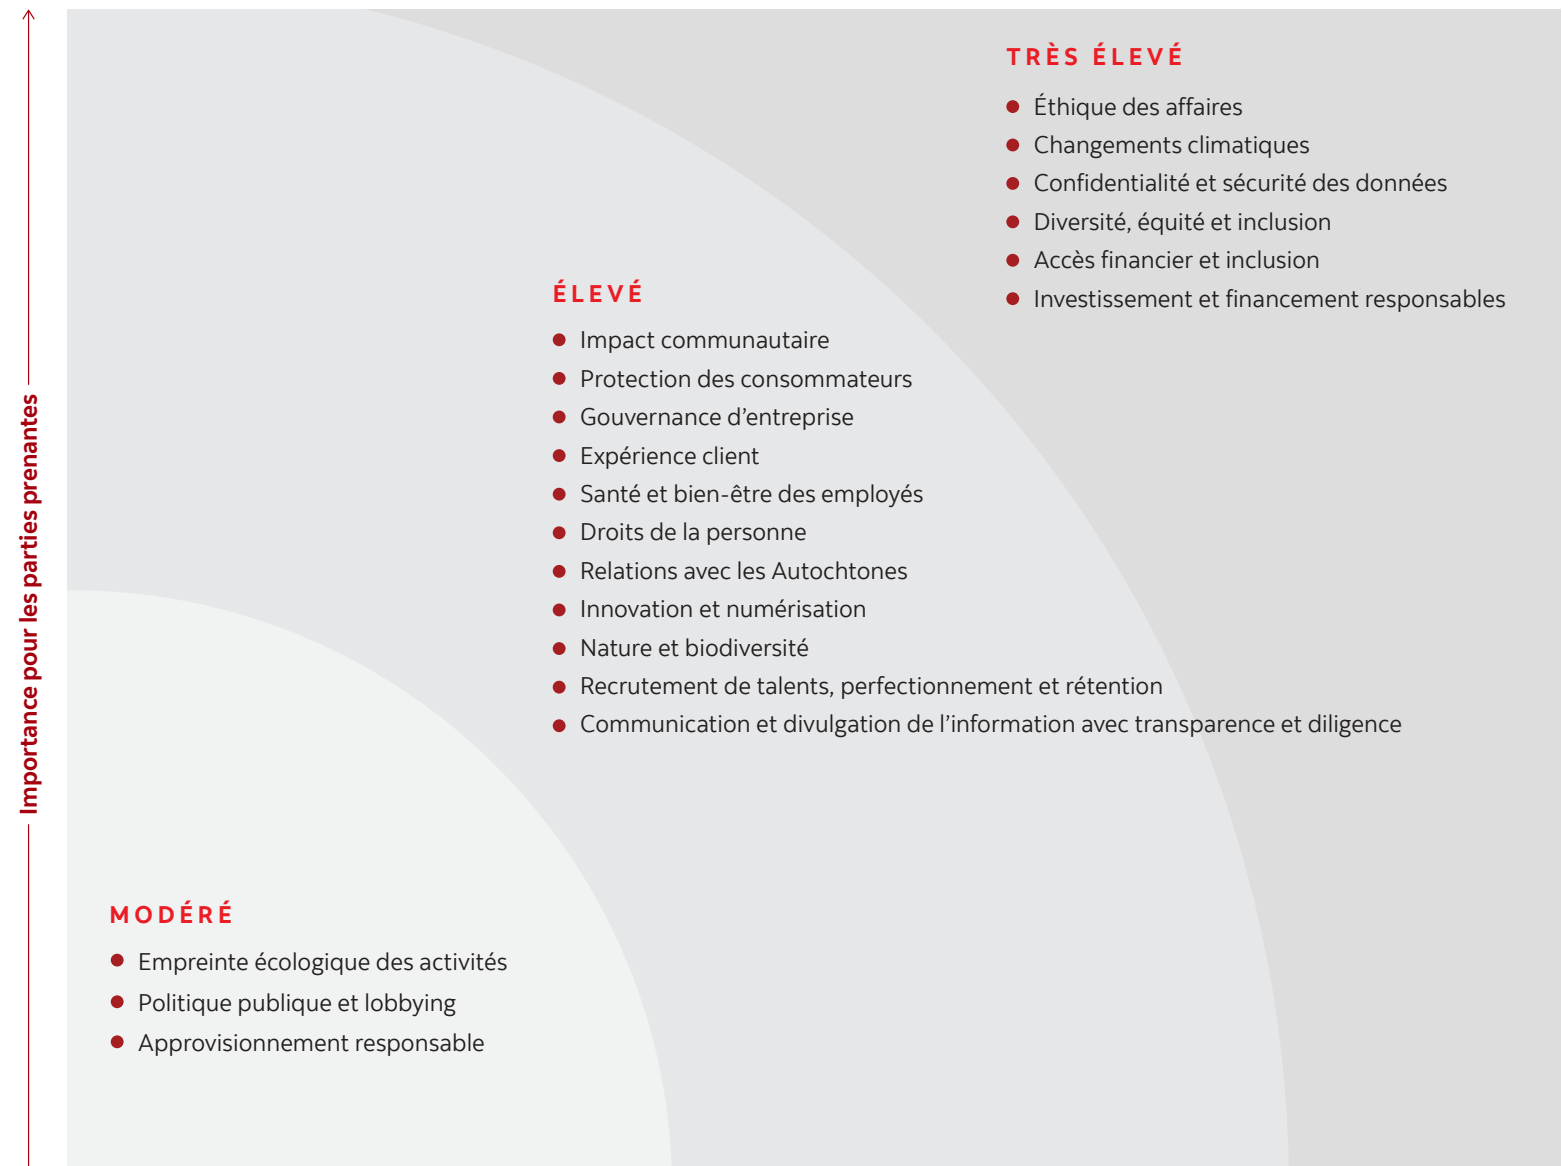 Importance pour les parties prenantes
TRÈS ÉLEVÉ
Éthique des affaires
Changements climatiques
Confidentialité et sécurité des données
Diversité, équité et inclusion
Accès financier et inclusion
Investissement et financement responsables
ÉLEVÉ
Impact communautaire
Protection des consommateurs
Gouvernance d’entreprise
Expérience client
Santé et bien-être des employés
Droits de la personne
Relations avec les Autochtones
Innovation et numérisation
Nature et biodiversité
Recrutement de talents, perfectionnement et rétention
Communication et divulgation de l’information avec transparence et diligence
MODÉRÉ
Empreinte écologique des activités
Politique publique et lobbying
Approvisionnement responsable